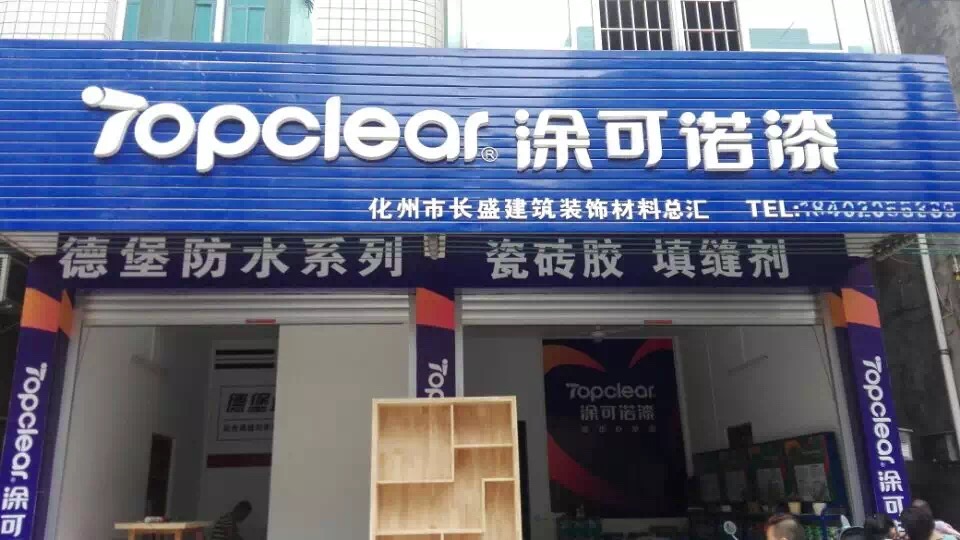 Topclear® 涂可诺漆
化州市长盛建筑装饰材料总汇 TEL:
德堡防水系列 瓷砖胶 填缝剂
Topclear 涂可
Top
Topclear
涂可诺漆
德堡
Topclear 涂可